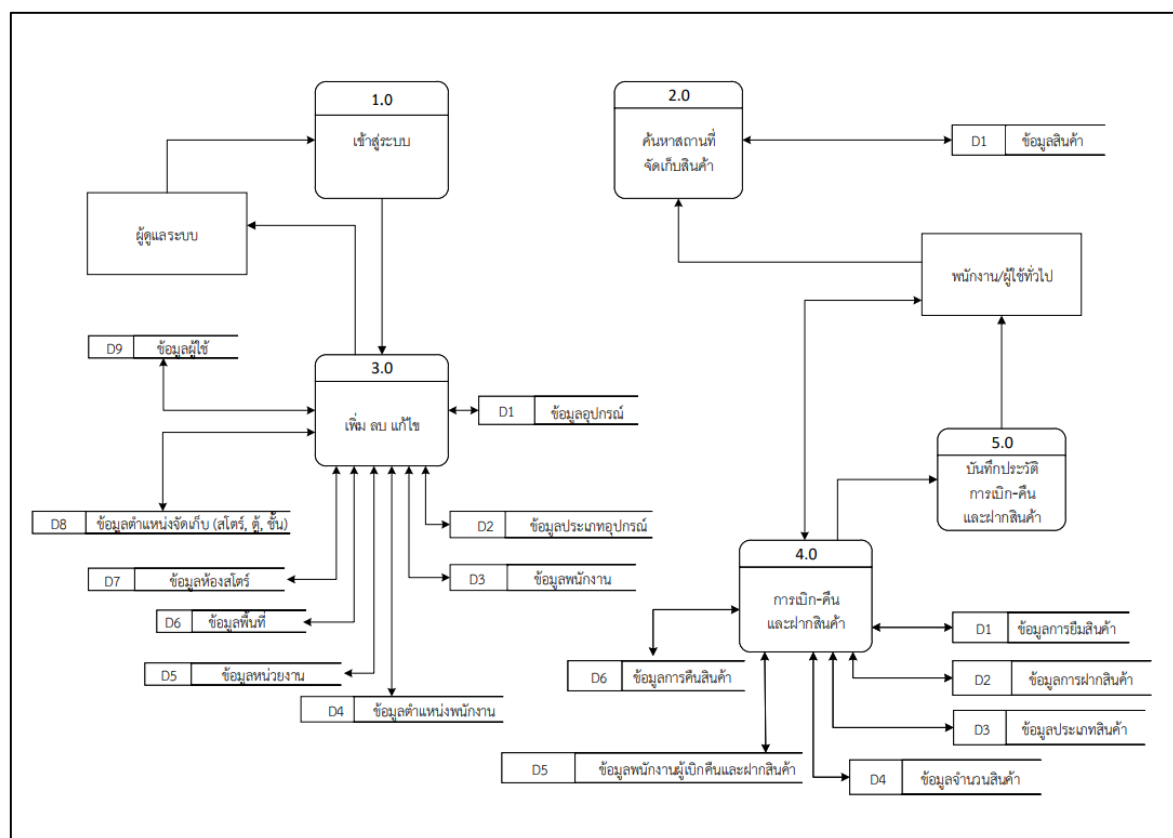 1.0
เข้าสู่ระบบ
2.0
ค้นหาสถานที่
จัดเก็บสินค้า
D1 ข้อมูลสินค้า
ผู้ดูแลระบบ
พนักงาน/ผู้ใช้ทั่วไป
D9 ข้อมูลผู้ใช้
3.0
เพิ่ม ลบ แก้ไข
D1 ข้อมูลอุปกรณ์
5.0
บันทึกประวัติ
การเบิก-คืน
และฝากสินค้า
D8 ข้อมูลตำแหน่งจัดเก็บ (สโตร์, ตู้, ชั้น)
D2 ข้อมูลประเภทอุปกรณ์
D7 ข้อมูลห้องสโตร์
D3 ข้อมูลพนักงาน
4.0
การเบิก-คืน
และฝากสินค้า
D6 ข้อมูลพื้นที่
D1 ข้อมูลการยืมสินค้า
D5 ข้อมูลหน่วยงาน
D6 ข้อมูลการคืนสินค้า
D2 ข้อมูลการฝากสินค้า
D4 ข้อมูลตำแหน่งพนักงาน
D3 ข้อมูลประเภทสินค้า
D5 ข้อมูลพนักงานผู้เบิกคืนและฝากสินค้า
D4 ข้อมูลจำนวนสินค้า